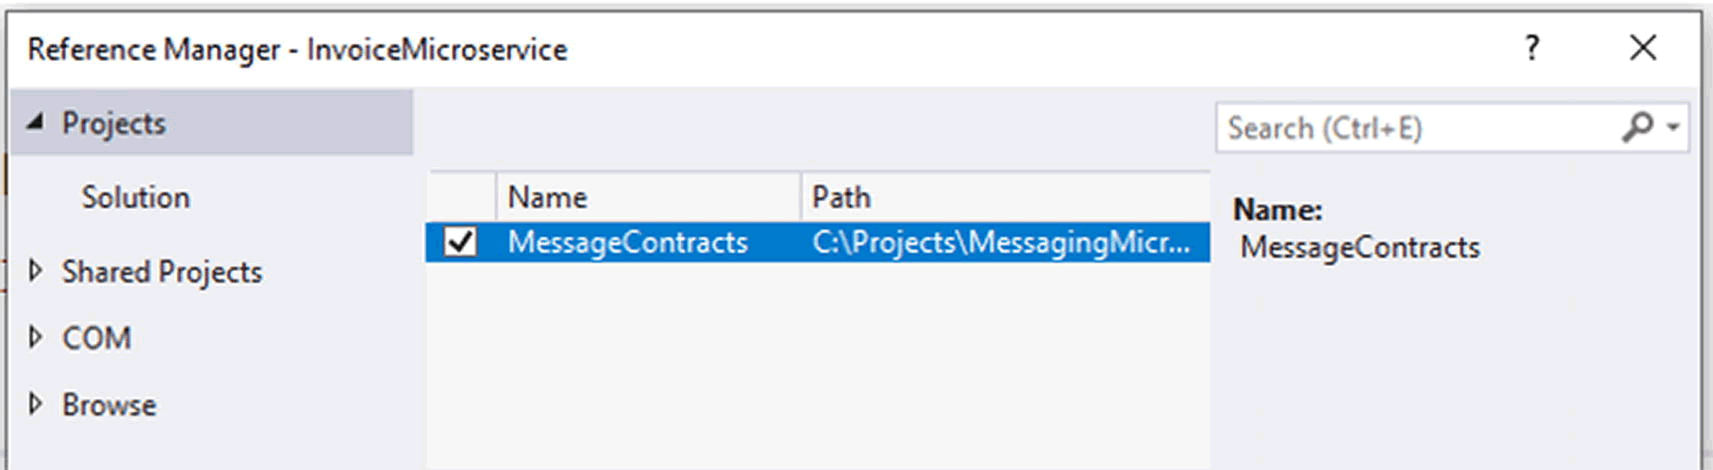 Reference Manager - InvoiceMicroservice
?
Projects
Search (Ctrl+E)
Solution
Name
Path
Name:
MessageContracts
C:\Projects\MessagingMicr...
MessageContracts
Shared Projects
COM
Browse